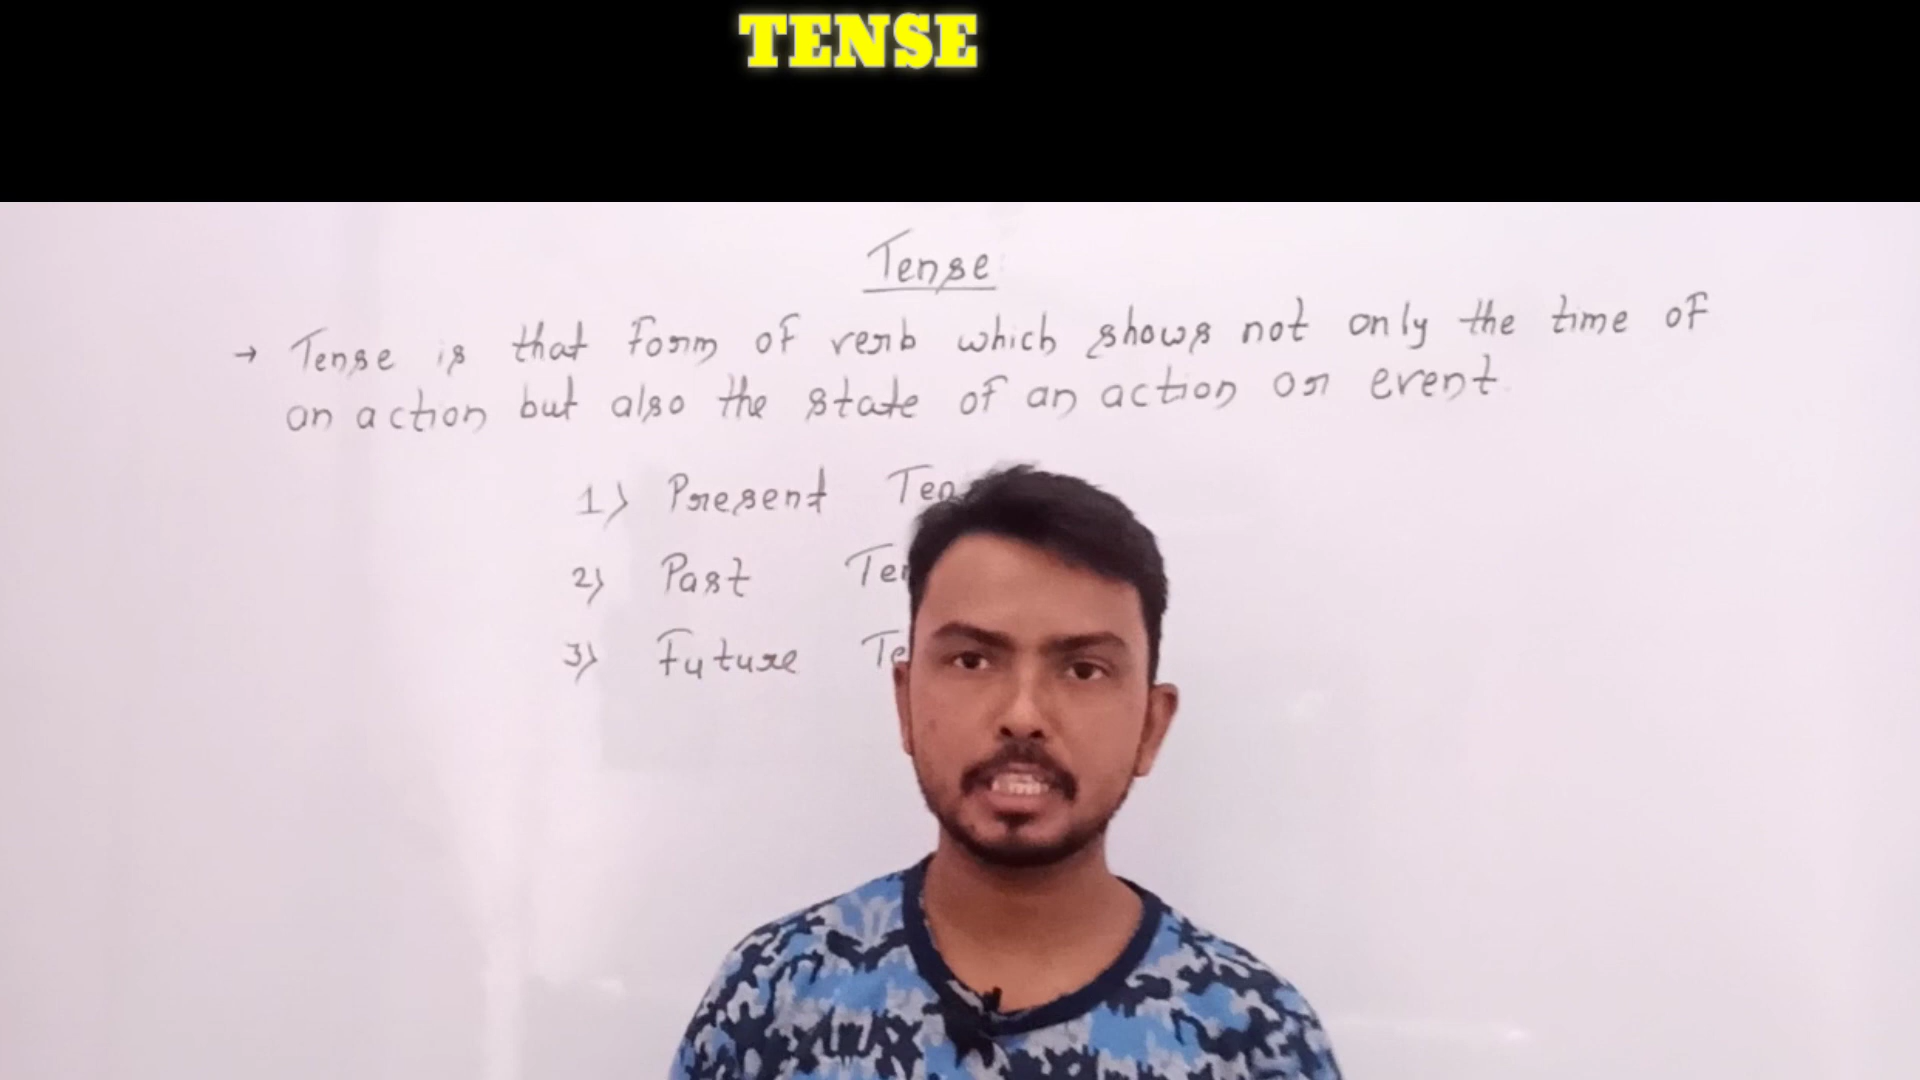 TENSE
Tense
→ Tense is that form of verb which shows not only the time of
an action but also the state of an action or event
1) Present
2) Past
3) Future